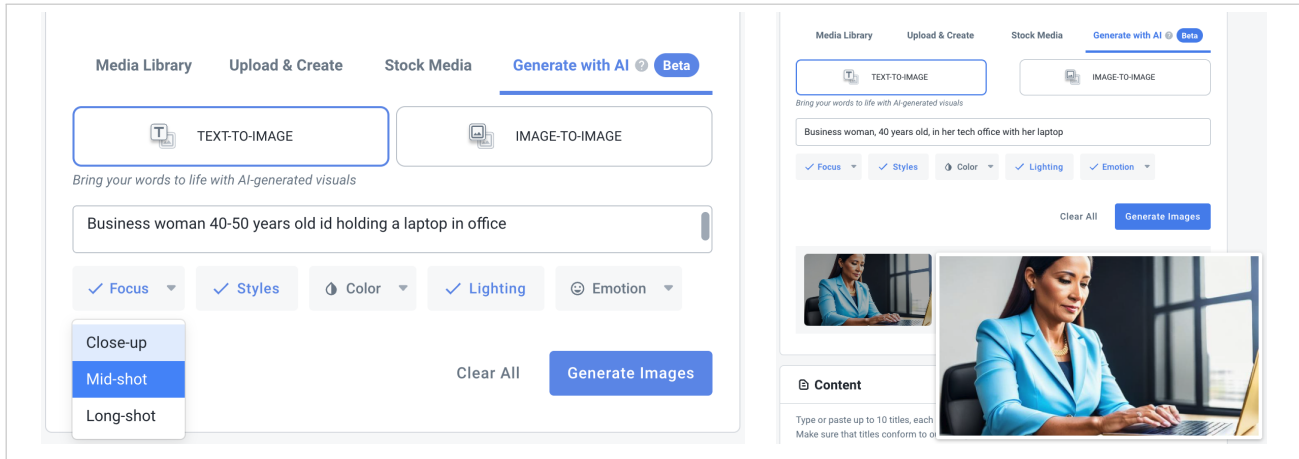 Media Library Upload & Create Stock Media Generate with AI Beta
TEXT-TO-IMAGE IMAGE-TO-IMAGE
Bring your words to life with AI-generated visuals
Business woman 40-50 years old id holding a laptop in office
Focus Styles Color Lighting Emotion
Close-up
Mid-shot
Long-shot
Clear All Generate Images
Media Library Upload & Create Stock Media Generate with AI Beta
TEXT-TO-IMAGE IMAGE-TO-IMAGE
Bring your words to life with AI-generated visuals
Business woman, 40 years old, in her tech office with her laptop
Focus Styles Color Lighting Emotion
Clear All Generate Images
Content
Type or paste up to 10 titles, each
Make sure that titles conform to